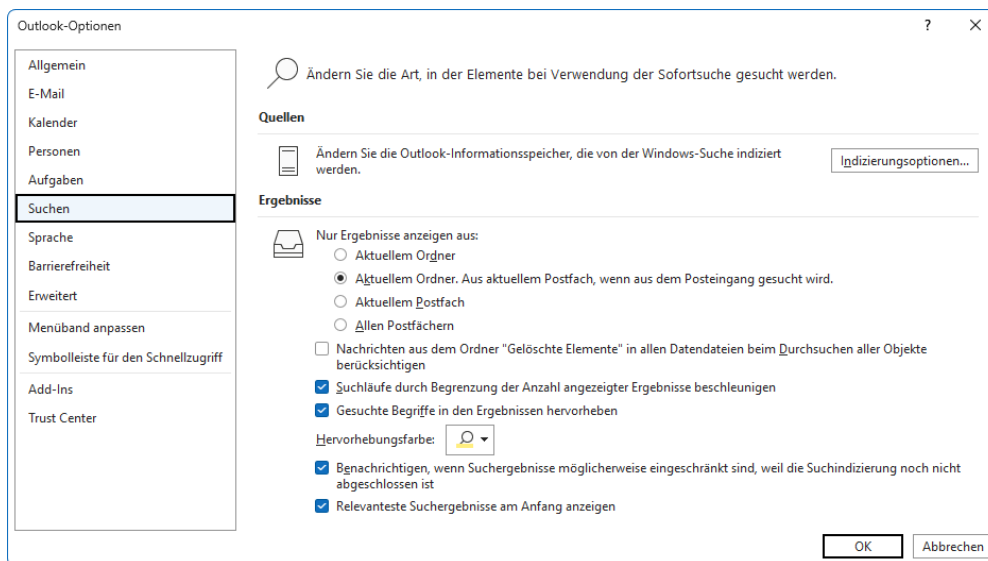 Outlook-Optionen
?
Allgemein
E-Mail
Kalender
Personen
Aufgaben
Suchen
Sprache
Barrierefreiheit
Erweitert
Menüband anpassen
Symbolleiste für den Schnellzugriff
Add-Ins
Trust Center
Ändern Sie die Art, in der Elemente bei Verwendung der Sofortsuche gesucht werden.
Quellen
Ändern Sie die Outlook-Informationsspeicher, die von der Windows-Suche indiziert
werden.
Indizierungsoptionen...
Ergebnisse
Nur Ergebnisse anzeigen aus:
Aktuellem Ordner
Aktuellem Ordner. Aus aktuellem Postfach, wenn aus dem Posteingang gesucht wird.
Aktuellem Postfach
Allen Postfächern
Nachrichten aus dem Ordner "Gelöschte Elemente" in allen Datendateien beim Durchsuchen aller Objekte
berücksichtigen
Suchläufe durch Begrenzung der Anzahl angezeigter Ergebnisse beschleunigen
Gesuchte Begriffe in den Ergebnissen hervorheben
Hervorhebungsfarbe:
Benachrichtigen, wenn Suchergebnisse möglicherweise eingeschränkt sind, weil die Suchindizierung noch nicht
abgeschlossen ist
Relevanteste Suchergebnisse am Anfang anzeigen
OK
Abbrechen